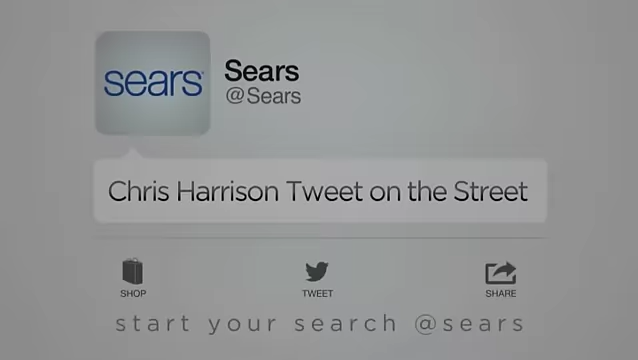 sears
Sears
@Sears
Chris Harrison Tweet on the Street
SHOP
TWEET
SHARE
start your search @sears